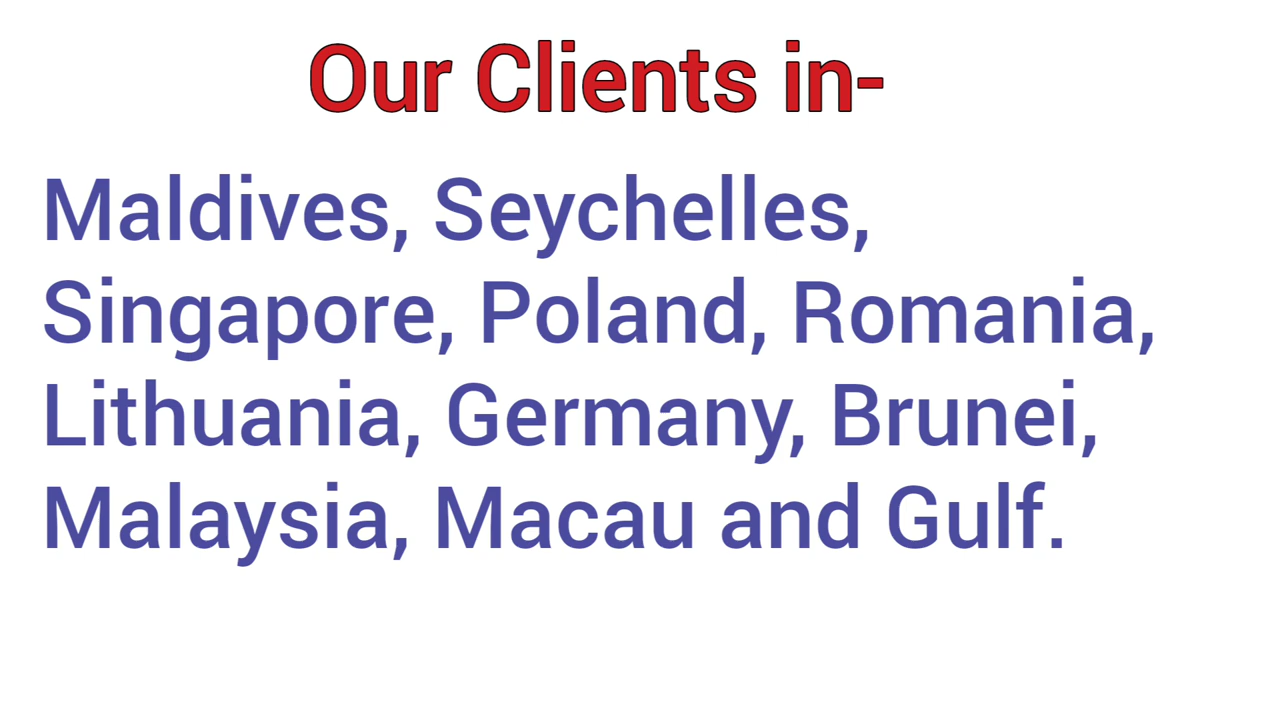 Our Clients in-
Maldives, Seychelles,
Singapore, Poland, Romania,
Lithuania, Germany, Brunei,
Malaysia, Macau and Gulf.